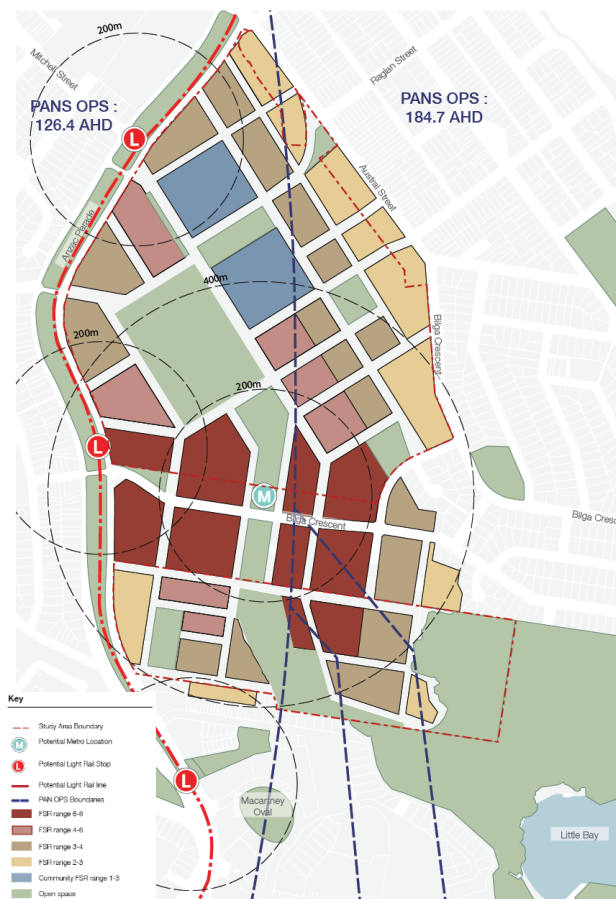 200m
Mitchell Street
Raglan Street
PANS OPS :
126.4 AHD
PANS OPS :
184.7 AHD
L
Austral Street
Anzac Parade
400m
200m
Bilga Crescent
200m
L
M
Bilga Crescent
Bilga Cresc
L
Macartney
Oval
Little Bay
Key
Study Area Boundary
M
Potential Metro Location
L
Potential Light Rail Stop
Potential Light Rail line
PAN OPS Boundaries
FSR range 6-8
FSR range 4-6
FSR range 3-4
FSR range 2-3
Community FSR range 1-3
Open space